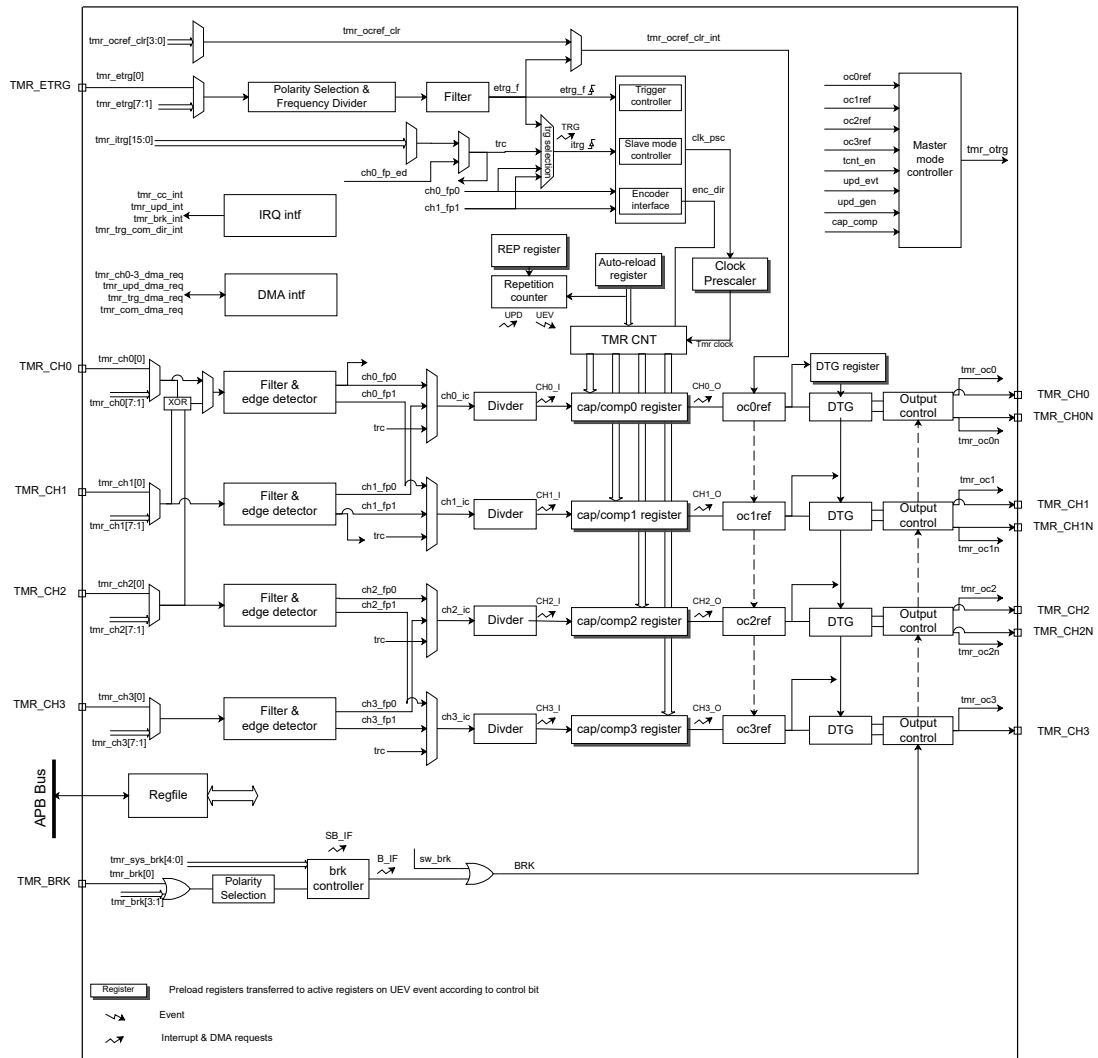 tmr_ocref_clr[3:0]
tmr_ocref_clr
tmr_ocref_clr_int
TMR_ETRG
tmr_etrg[0]
tmr_etrg[7:1]
Polarity Selection &
Frequency Divider
Filter
etrg_f
etrg_f
Trigger
controller
tmr_itrg[15:0]
trc
ch0_fp_ed
trg selection
TRG
itrg
Slave mode
controller
clk_psc
ch0_fp0
ch1_fp1
Encoder
interface
enc_dir
oc0ref
oc1ref
oc2ref
oc3ref
tcnt_en
upd_evt
upd_gen
cap_comp
Master
mode
controller
tmr_otrg
tmr_cc_int
tmr_upd_int
tmr_brk_int
tmr_trg_com_dir_int
IRQ intf
tmr_ch0-3_dma_req
tmr_upd_dma_req
tmr_trg_dma_req
tmr_com_dma_req
DMA intf
REP register
Repetition
counter
Auto-reload
register
Clock
Prescaler
UPD
UEV
TMR CNT
Tmr clock
TMR_CH0
tmr_ch0[0]
tmr_ch0[7:1]
XOR
Filter &
edge detector
ch0_fp0
ch0_fp1
trc
ch0_ic
Divder
CH0_I
cap/comp0 register
CH0_O
oc0ref
DTG register
DTG
Output
control
tmr_oc0
TMR_CH0
TMR_CH0N
tmr_oc0n
TMR_CH1
tmr_ch1[0]
tmr_ch1[7:1]
Filter &
edge detector
ch1_fp0
ch1_fp1
trc
ch1_ic
Divder
CH1_I
cap/comp1 register
CH1_O
oc1ref
DTG
Output
control
tmr_oc1
TMR_CH1
TMR_CH1N
tmr_oc1n
TMR_CH2
tmr_ch2[0]
tmr_ch2[7:1]
Filter &
edge detector
ch2_fp0
ch2_fp1
trc
ch2_ic
Divder
CH2_I
cap/comp2 register
CH2_O
oc2ref
DTG
Output
control
tmr_oc2
TMR_CH2
TMR_CH2N
tmr_oc2n
TMR_CH3
tmr_ch3[0]
tmr_ch3[7:1]
Filter &
edge detector
ch3_fp0
ch3_fp1
trc
ch3_ic
Divder
CH3_I
cap/comp3 register
CH3_O
oc3ref
DTG
Output
control
tmr_oc3
TMR_CH3
APB Bus
Regfile
TMR_BRK
tmr_sys_brk[4:0]
tmr_brk[0]
tmr_brk[3:1]
Polarity
Selection
SB_IF
brk
controller
B_IF
sw_brk
BRK
Register
Preload registers transferred to active registers on UEV event according to control bit
Event
Interrupt & DMA requests